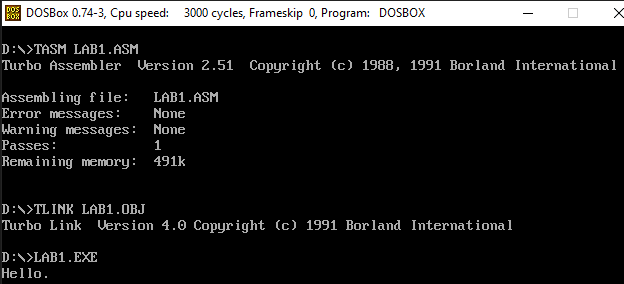 DOS
BOX
DOSBox 0.74-3, Cpu speed: 3000 cycles, Frameskip 0, Program: DOSBOX
D:\>TASM LAB1.ASM
Turbo Assembler Version 2.51 Copyright (c) 1988, 1991 Borland International
Assembling file: LAB1.ASM
Error messages: None
Warning messages: None
Passes: 1
Remaining memory: 491k
D:\>TLINK LAB1.OBJ
Turbo Link Version 4.0 Copyright (c) 1991 Borland International
D:\>LAB1.EXE
Hello.